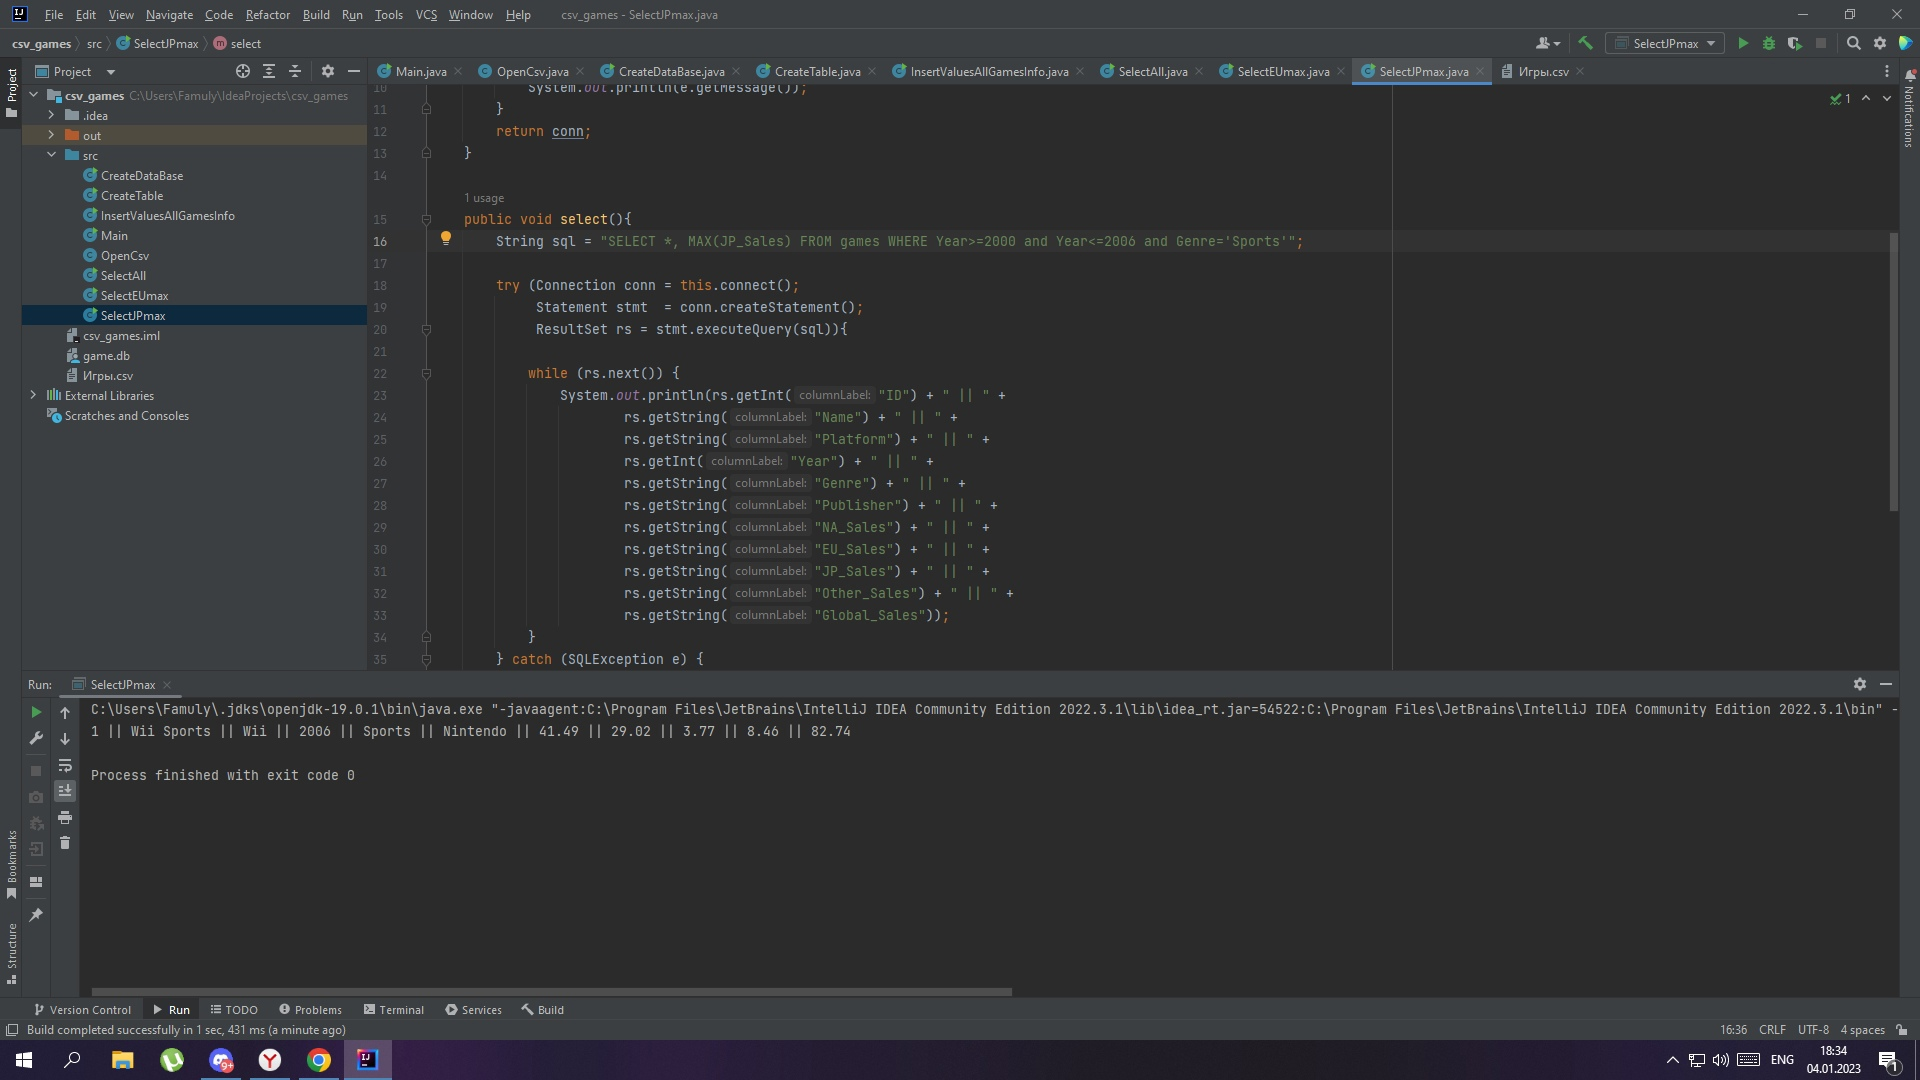 File Edit View Navigate Code Refactor Build Run Tools VCS Window Help csv_games - SelectJPmax.java
csv_games src SelectJPmax select
SelectJPmax
Project
Main.java OpenCsv.java CreateDataBase.java CreateTable.java InsertValuesAllGamesInfo.java SelectAll.java SelectEUmax.java SelectJPmax.java Игры.csv
Project
Notifications
csv_games C:\Users\Famuly\IdeaProjects\csv_games
.idea
out
src
CreateDataBase
CreateTable
InsertValuesAllGamesInfo
Main
OpenCsv
SelectAll
SelectEUmax
SelectJPmax
csv_games.iml
game.db
Игры.csv
External Libraries
Scratches and Consoles
1
10 System.out.println(e.getMessage());
11 }
12 return conn;
13 }
14
1 usage
15 public void select(){
16 String sql = "SELECT *, MAX(JP_Sales) FROM games WHERE Year>=2000 and Year<=2006 and Genre='Sports'";
17
18 try (Connection conn = this.connect();
19 Statement stmt  = conn.createStatement();
20 ResultSet rs = stmt.executeQuery(sql)){
21
22 while (rs.next()) {
23 System.out.println(rs.getInt( columnLabel: "ID") + " || " +
24 rs.getString( columnLabel: "Name") + " || " +
25 rs.getString( columnLabel: "Platform") + " || " +
26 rs.getInt( columnLabel: "Year") + " || " +
27 rs.getString( columnLabel: "Genre") + " || " +
28 rs.getString( columnLabel: "Publisher") + " || " +
29 rs.getString( columnLabel: "NA_Sales") + " || " +
30 rs.getString( columnLabel: "EU_Sales") + " || " +
31 rs.getString( columnLabel: "JP_Sales") + " || " +
32 rs.getString( columnLabel: "Other_Sales") + " || " +
33 rs.getString( columnLabel: "Global_Sales"));
34 }
35 } catch (SQLException e) {
Run: SelectJPmax
C:\Users\Famuly\.jdks\openjdk-19.0.1\bin\java.exe "-javaagent:C:\Program Files\JetBrains\IntelliJ IDEA Community Edition 2022.3.1\lib\idea_rt.jar=54522:C:\Program Files\JetBrains\IntelliJ IDEA Community Edition 2022.3.1\bin" -
1 || Wii Sports || Wii || 2006 || Sports || Nintendo || 41.49 || 29.02 || 3.77 || 8.46 || 82.74
Process finished with exit code 0
Bookmarks
Structure
Version Control Run TODO Problems Terminal Services Build
Build completed successfully in 1 sec, 431 ms (a minute ago)
16:36 CRLF UTF-8 4 spaces
9+
ENG
18:34
04.01.2023
1